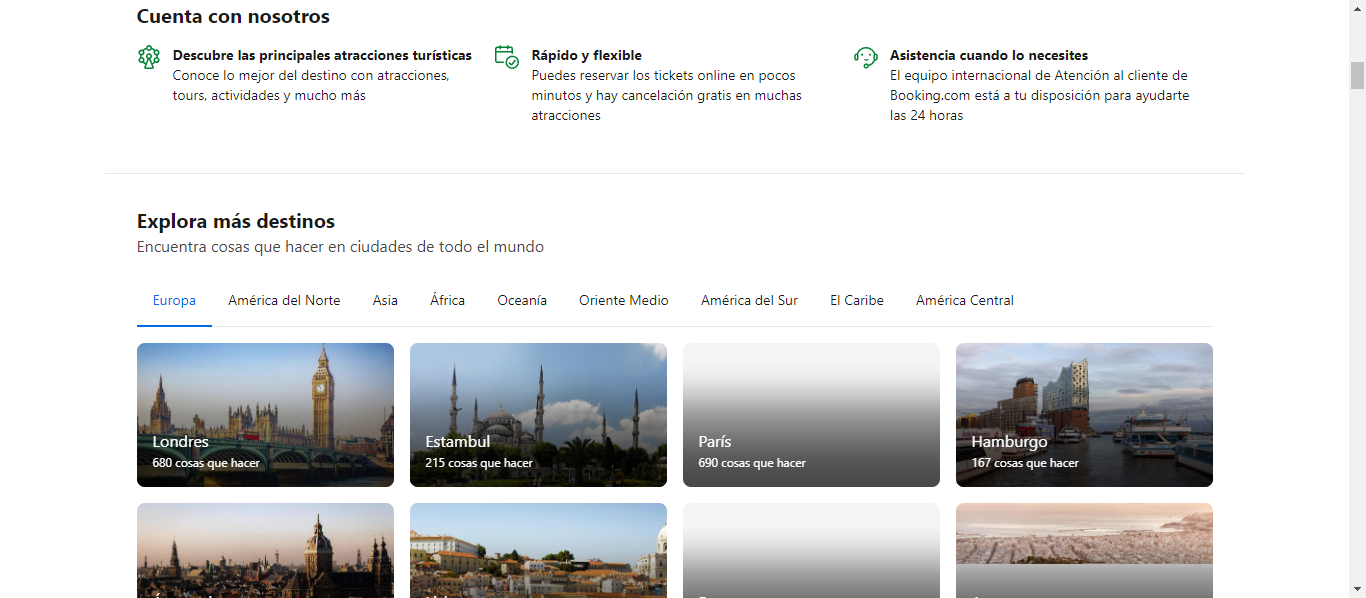 Cuenta con nosotros
Descubre las principales atracciones turísticas
Conoce lo mejor del destino con atracciones,
tours, actividades y mucho más
Rápido y flexible
Puedes reservar los tickets online en pocos
minutos y hay cancelación gratis en muchas
atracciones
Asistencia cuando lo necesites
El equipo internacional de Atención al cliente de
Booking.com está a tu disposición para ayudarte
las 24 horas
Explora más destinos
Encuentra cosas que hacer en ciudades de todo el mundo
Europa América del Norte Asia África Oceanía Oriente Medio América del Sur El Caribe América Central
Londres
680 cosas que hacer
Estambul
215 cosas que hacer
París
690 cosas que hacer
Hamburgo
167 cosas que hacer